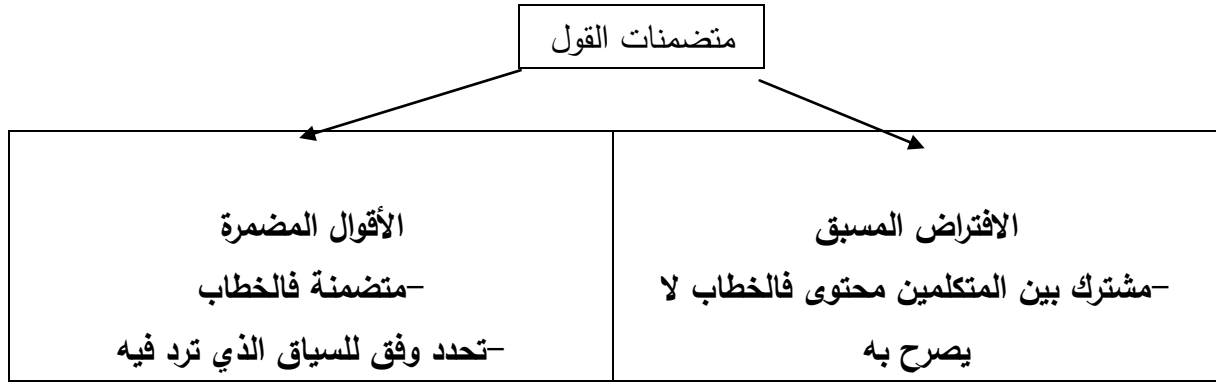 متضمنات القول
الافتراض المسبق
-مشترك بين المتكلمين محتوى فالخطاب لا
يصرح به
الأقوال المضمرة
-متضمنة فالخطاب
-تحدد وفق للسياق الذي ترد فيه